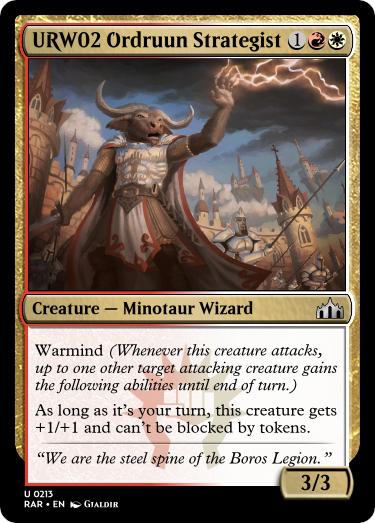 URW02 Ordruun Strategist 1
Creature — Minotaur Wizard
Warmind (Whenever this creature attacks,
up to one other target attacking creature gains
the following abilities until end of turn.)
As long as it's your turn, this creature gets
+1/+1 and can't be blocked by tokens.
"We are the steel spine of the Boros Legion."
3/3
U 0213
RAR • EN Gialdir